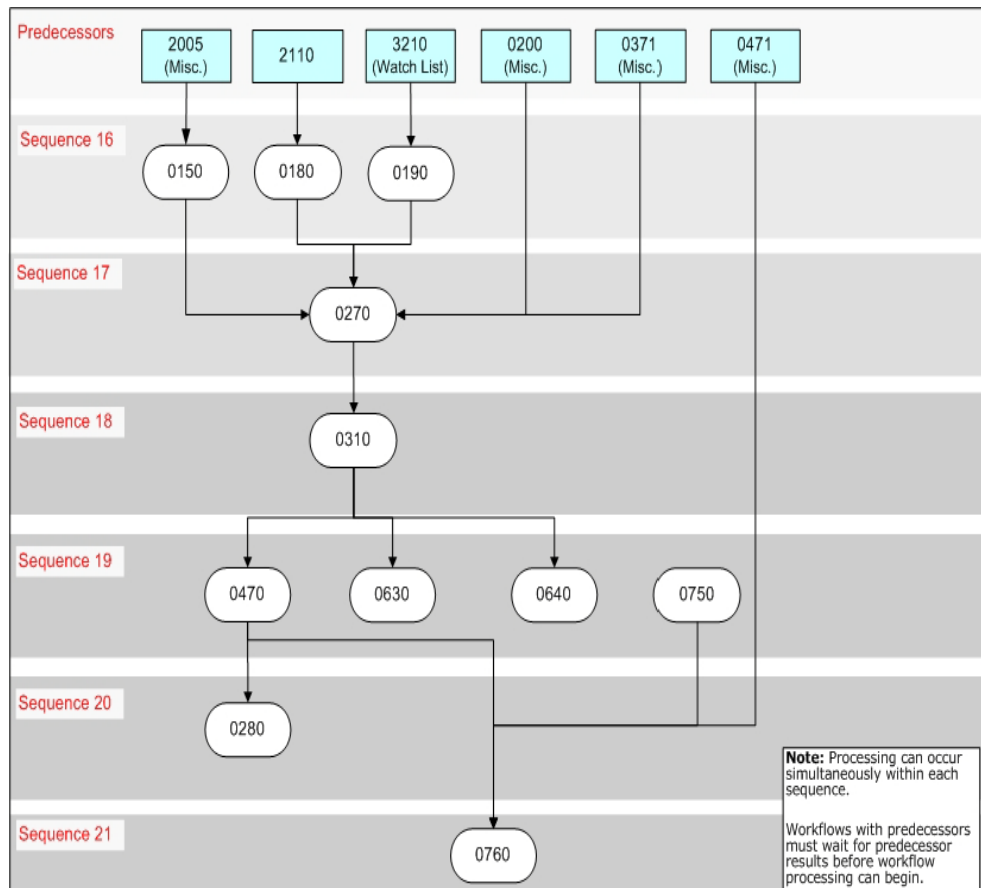 Predecessors
2005
(Misc.)
2110
3210
(Watch List)
0200
(Misc.)
0371
(Misc.)
0471
(Misc.)
Sequence 16
0150
0180
0190
Sequence 17
0270
Sequence 18
0310
Sequence 19
0470
0630
0640
0750
Sequence 20
0280
Note: Processing can occur
simultaneously within each
sequence.
Workflows with predecessors
must wait for predecessor
results before workflow
processing can begin.
Sequence 21
0760